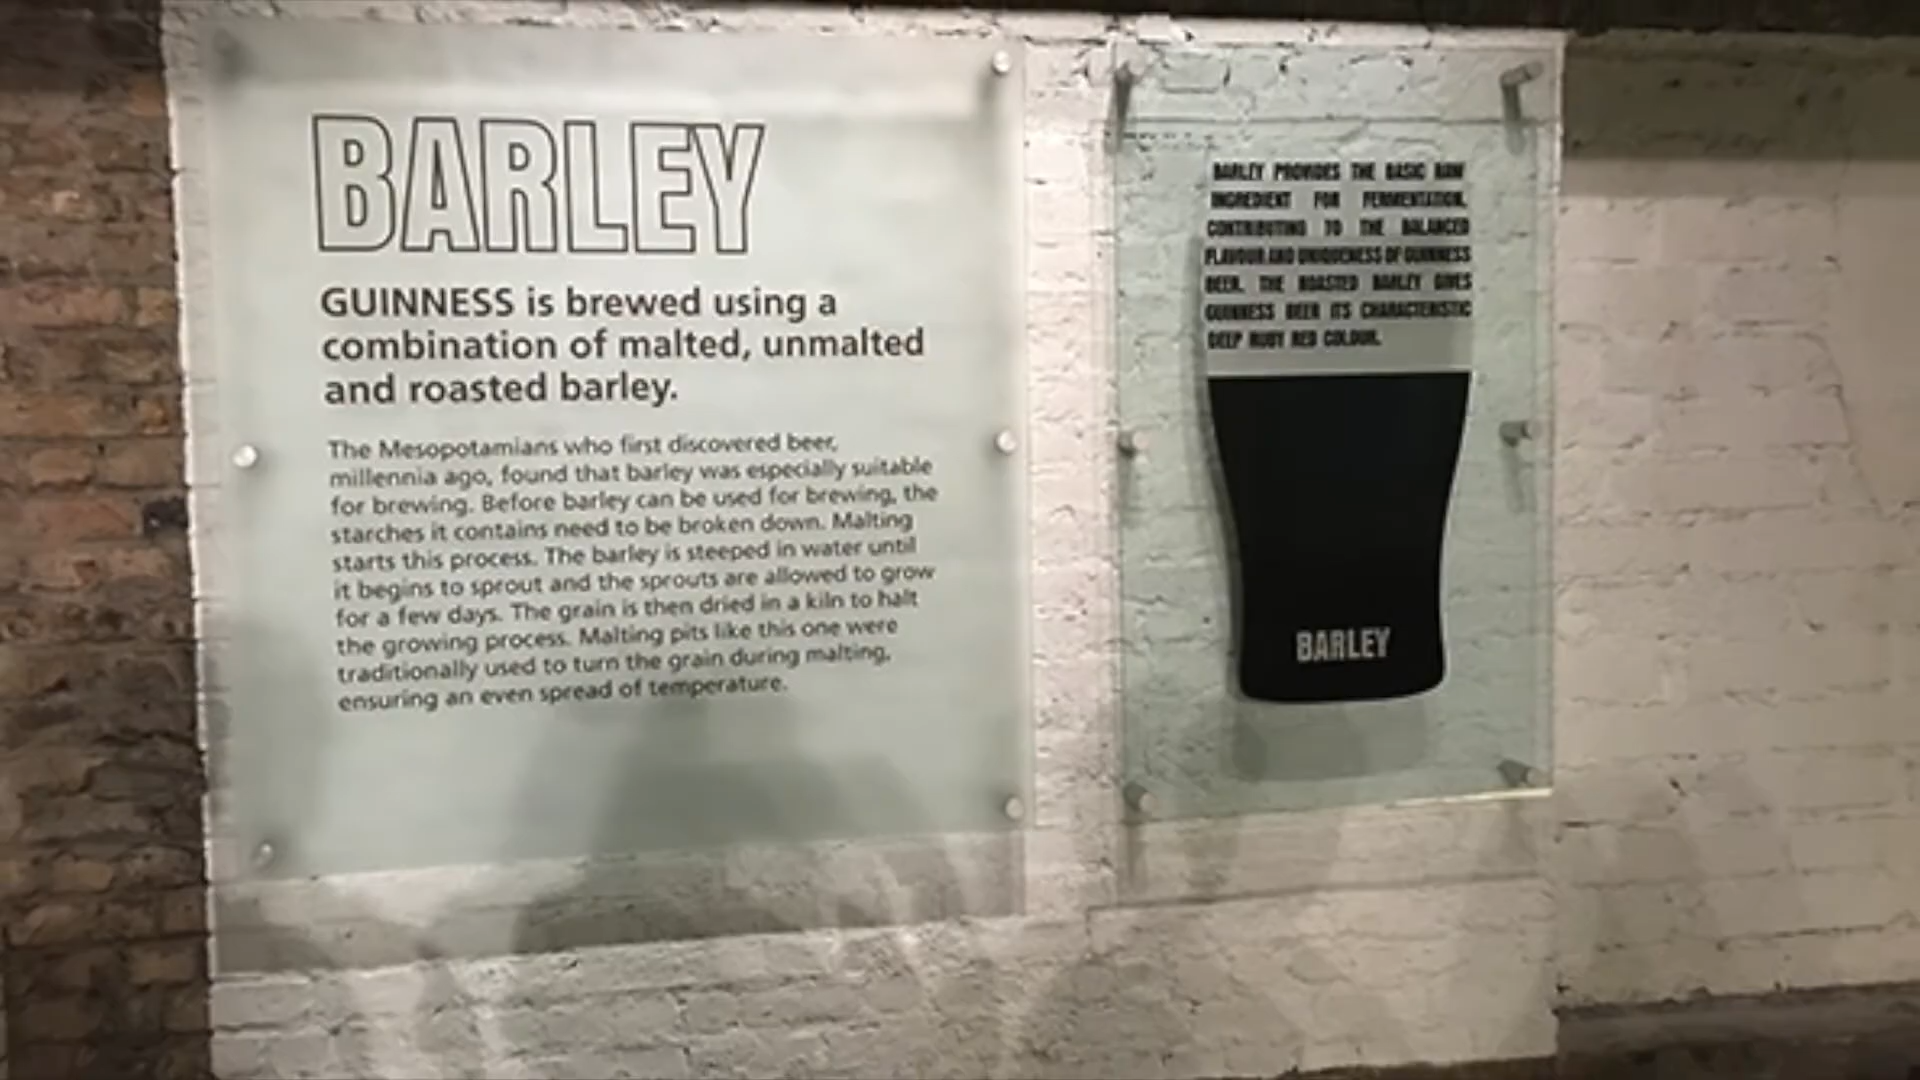 BARLEY
GUINNESS is brewed using a
combination of malted, unmalted
and roasted barley.
The Mesopotamians who first discovered beer,
millennia ago, found that barley was especially suitable
for brewing. Before barley can be used for brewing, the
starches it contains need to be broken down. Malting
starts this process. The barley is steeped in water until
it begins to sprout and the sprouts are allowed to grow
for a few days. The grain is then dried in a kiln to halt
the growing process. Malting pits like this one were
traditionally used to turn the grain during malting,
ensuring an even spread of temperature.
BARLEY PROVIDES THE BASIC RAW
INGREDIENT FOR FERMENTATION,
CONTRIBUTING TO THE BALANCED
FLAVOUR AND UNIQUENESS OF GUINNESS
BEER. THE ROASTED BARLEY GIVES
GUINNESS BEER ITS CHARACTERISTIC
DEEP RUBY RED COLOUR.
BARLEY